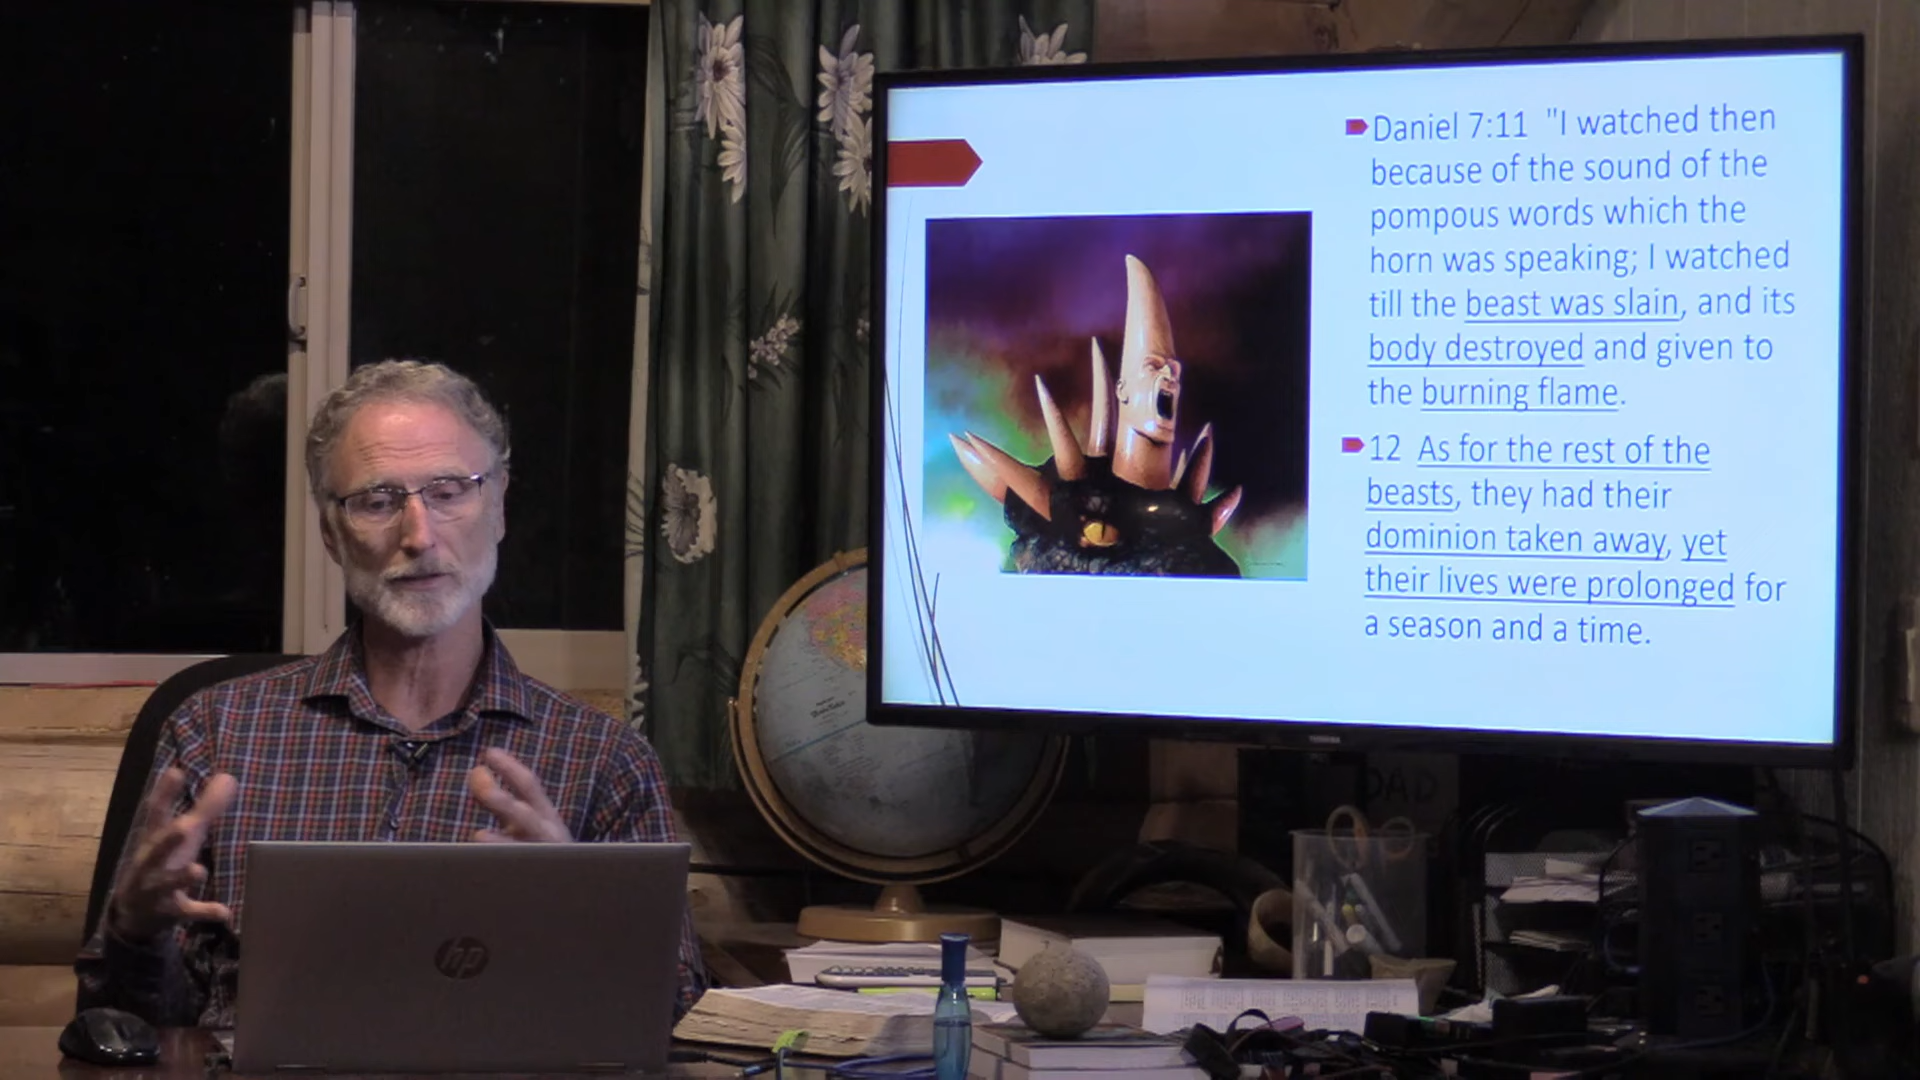 Daniel 7:11 "I watched then
because of the sound of the
pompous words which the
horn was speaking; I watched
till the beast was slain, and its
body destroyed and given to
the burning flame.
12 As for the rest of the
beasts, they had their
dominion taken away, yet
their lives were prolonged for
a season and a time.
TOSHIBA
DAD
hp